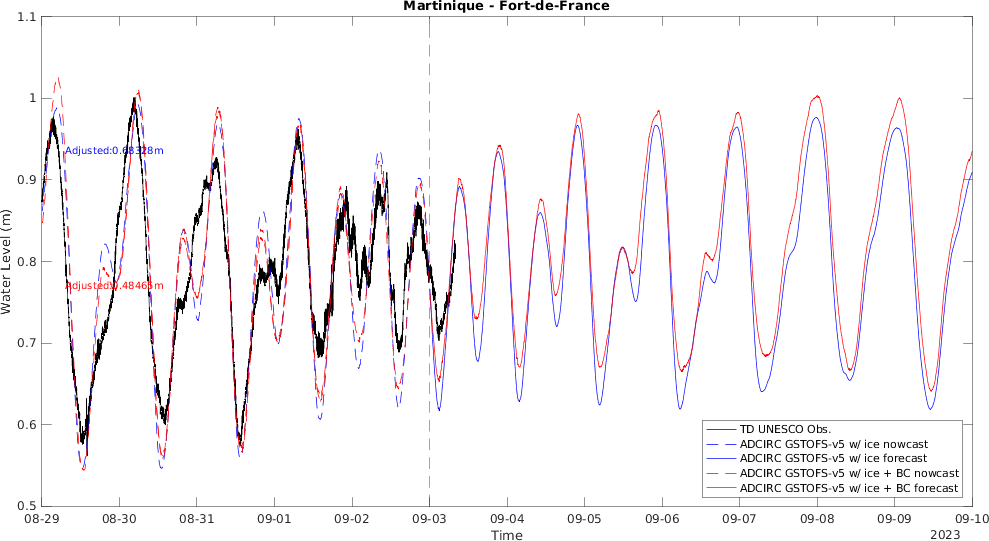 Martinique - Fort-de-France
1.1
1
0.9
0.8
0.7
0.6
0.5
Water Level (m)
Adjusted:0.68328m
Adjusted:0.48465m
08-29 08-30 08-31 09-01 09-02 09-03 09-04 09-05 09-06 09-07 09-08 09-09 09-10
Time
2023
TD UNESCO Obs.
ADCIRC GSTOFS-v5 w/ ice nowcast
ADCIRC GSTOFS-v5 w/ ice forecast
ADCIRC GSTOFS-v5 w/ ice + BC nowcast
ADCIRC GSTOFS-v5 w/ ice + BC forecast